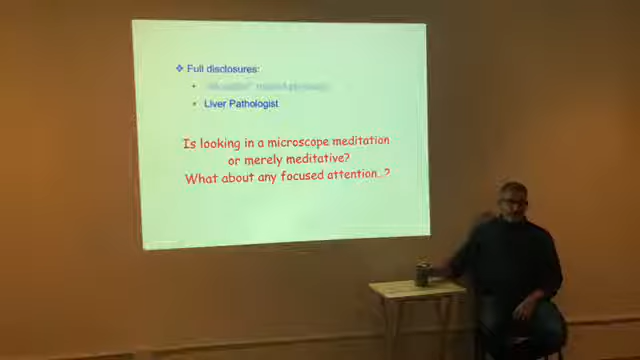 Full disclosures:
Liver Pathologist
Is looking in a microscope meditation
or merely meditative?
What about any focused attention..?